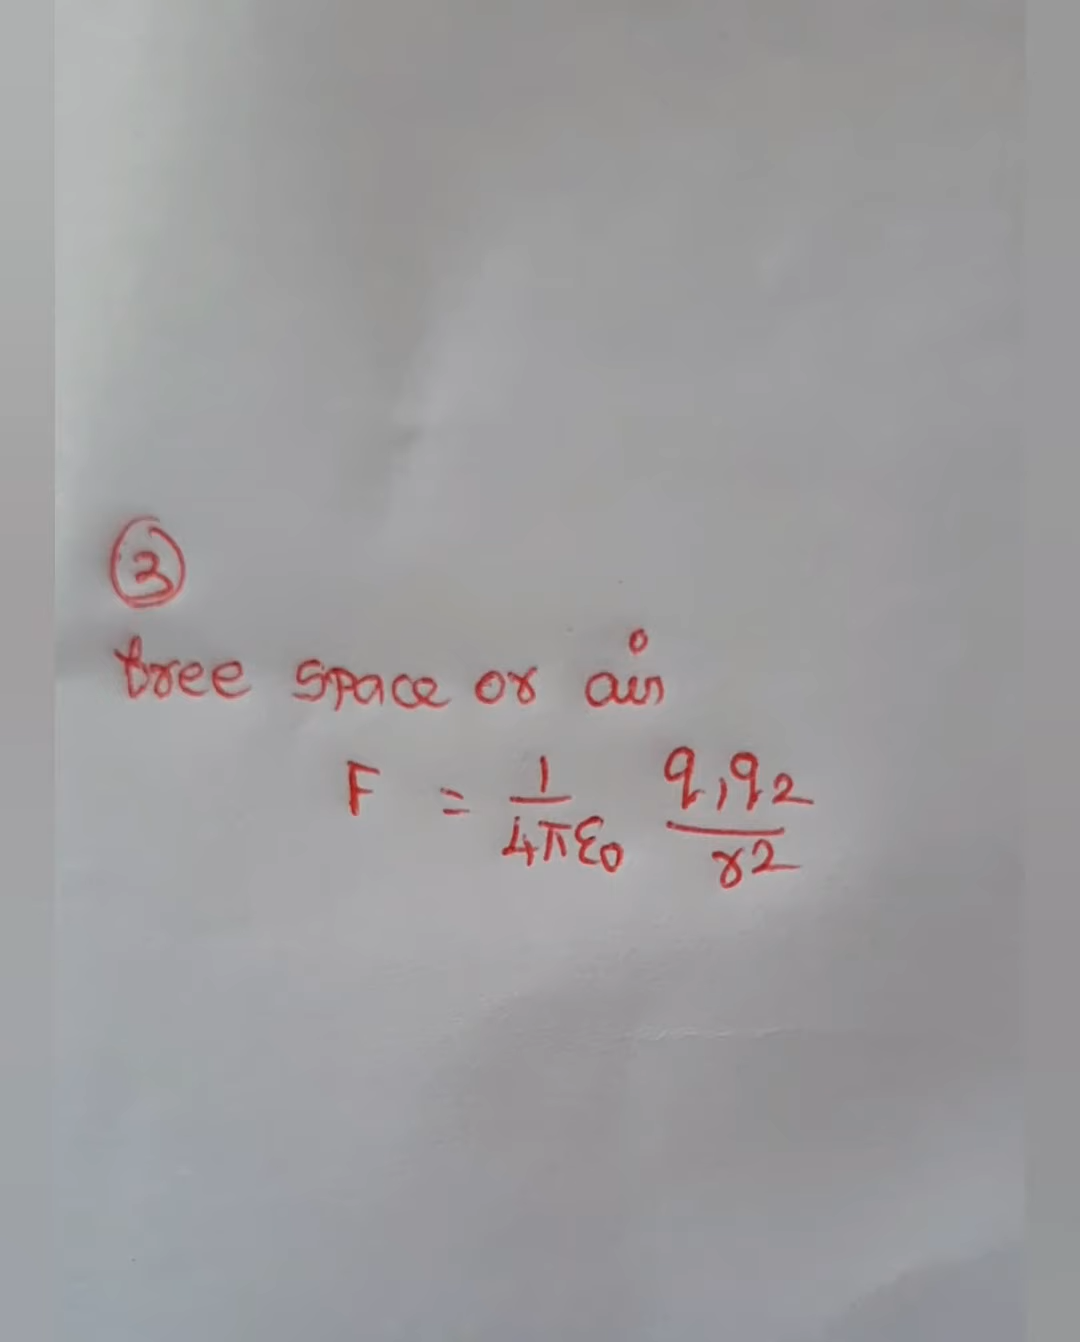 3
free space or air
F = 1/4πε0 q1q2/r2